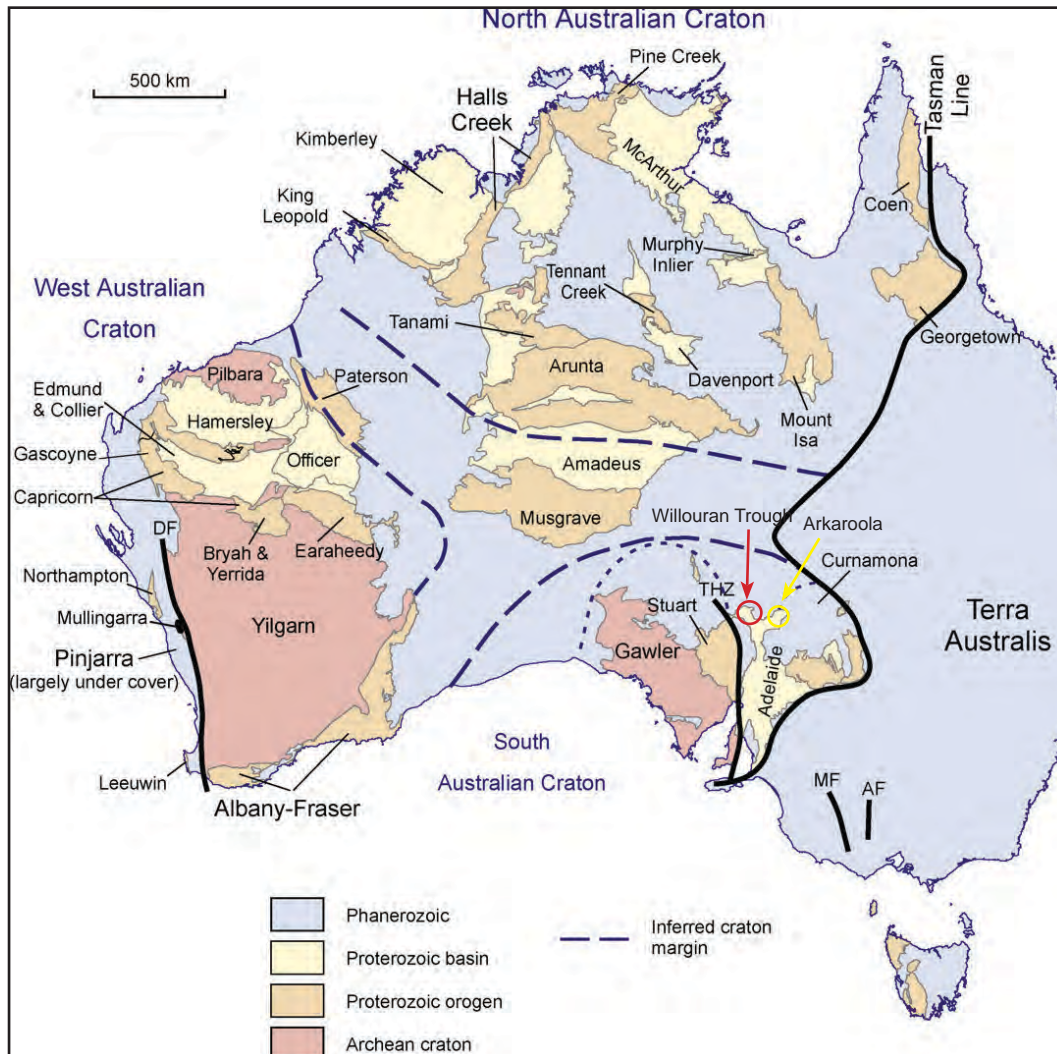 North Australian Craton
500 km
Pine Creek
Halls
Creek
Kimberley
King
Leopold
McArthur
Tasman
Line
Coen
Murphy
Inlier
Tennant
Creek
Georgetown
West Australian
Craton
Tanami
Arunta
Davenport
Mount
Isa
Pilbara
Paterson
Edmund
& Collier
Hamersley
Gascoyne
Officer
Amadeus
Capricorn
Musgrave
Willouran Trough
Arkaroola
DF
Bryah &
Yerrida
Earaheedy
Curnamona
Northampton
THZ
Stuart
Mullingarra
Yilgarn
Gawler
Terra
Australis
Pinjarra
(largely under cover)
Adelaide
South
Australian Craton
Leeuwin
Albany-Fraser
MF
AF
Phanerozoic
Proterozoic basin
Proterozoic orogen
Archean craton
Inferred craton
margin